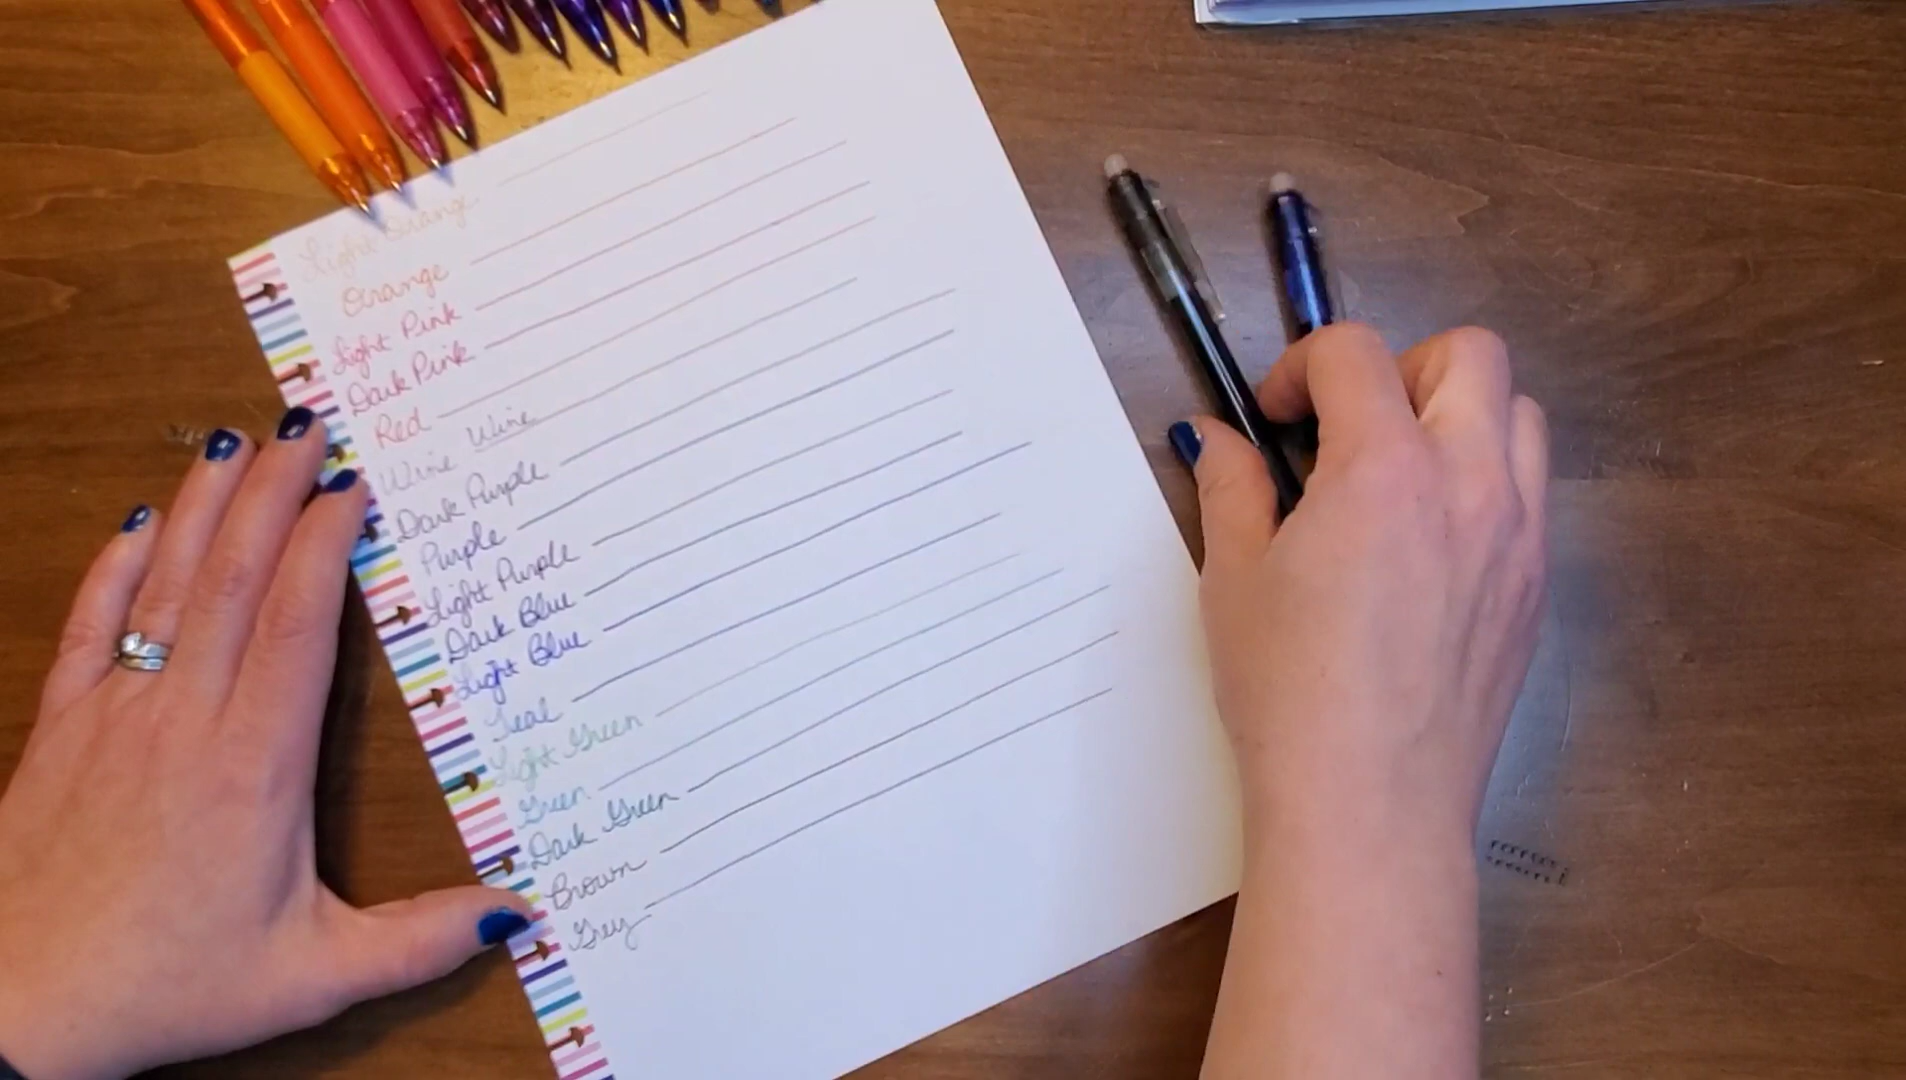 Light Orange
Orange
Light Pink
Dark Pink
Red
Wine Wine
Dark Purple
Purple
Light Purple
Dark Blue
Light Blue
Teal
Light Green
Green
Dark Green
Brown
Grey